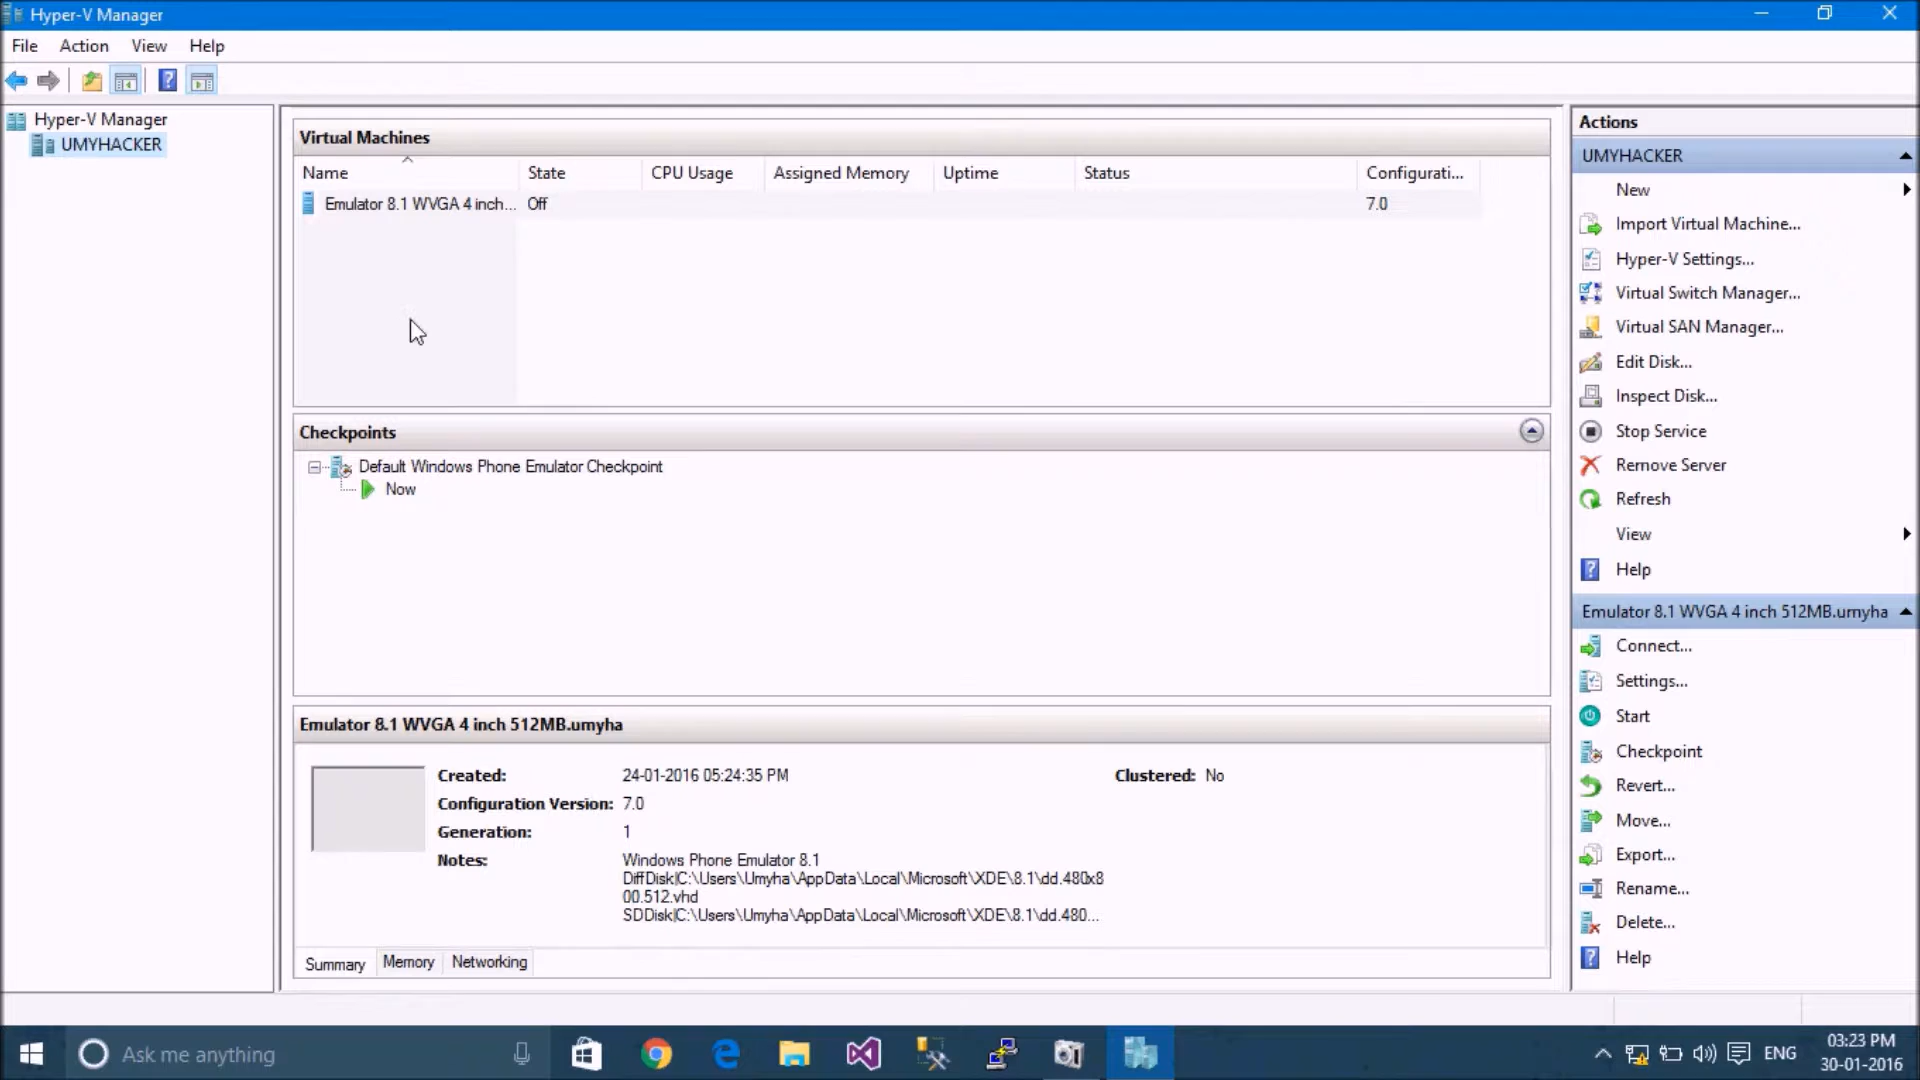 Hyper-V Manager
File Action View Help
Hyper-V Manager
UMYHACKER
Virtual Machines
Name State CPU Usage Assigned Memory Uptime Status Configurati...
Emulator 8.1 WVGA 4 inch... Off 7.0
Checkpoints
Default Windows Phone Emulator Checkpoint
Now
Emulator 8.1 WVGA 4 inch 512MB.umyha
Created: 24-01-2016 05:24:35 PM Clustered: No
Configuration Version: 7.0
Generation: 1
Notes: Windows Phone Emulator 8.1
DiffDisk|C:\Users\Umyha\AppData\Local\Microsoft\XDE\8.1\dd.480x8
00.512.vhd
SDDisk|C:\Users\Umyha\AppData\Local\Microsoft\XDE\8.1\dd.480...
Summary Memory Networking
Actions
UMYHACKER
New
Import Virtual Machine...
Hyper-V Settings...
Virtual Switch Manager...
Virtual SAN Manager...
Edit Disk...
Inspect Disk...
Stop Service
Remove Server
Refresh
View
Help
Emulator 8.1 WVGA 4 inch 512MB.umyha
Connect...
Settings...
Start
Checkpoint
Revert...
Move...
Export...
Rename...
Delete...
Help
Ask me anything
ENG
03:23 PM
30-01-2016